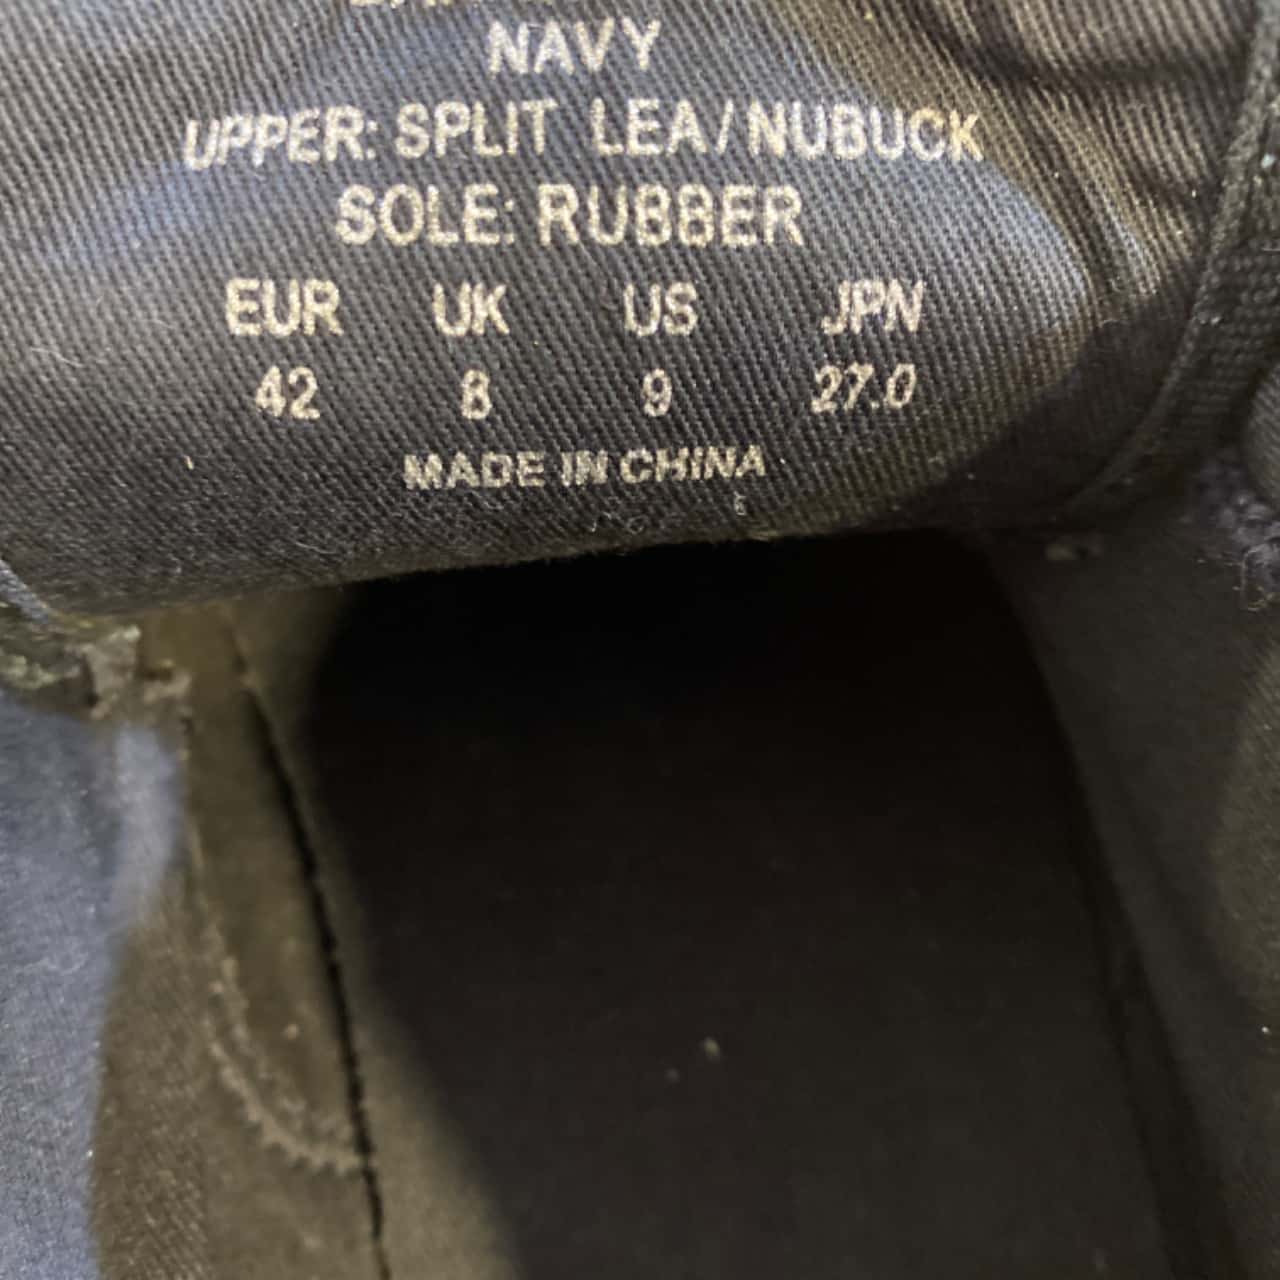 NAVY
UPPER: SPLIT LEA/NUBUCK
SOLE: RUBBER
EUR UK US JPN
42 8 9 27.0
MADE IN CHINA